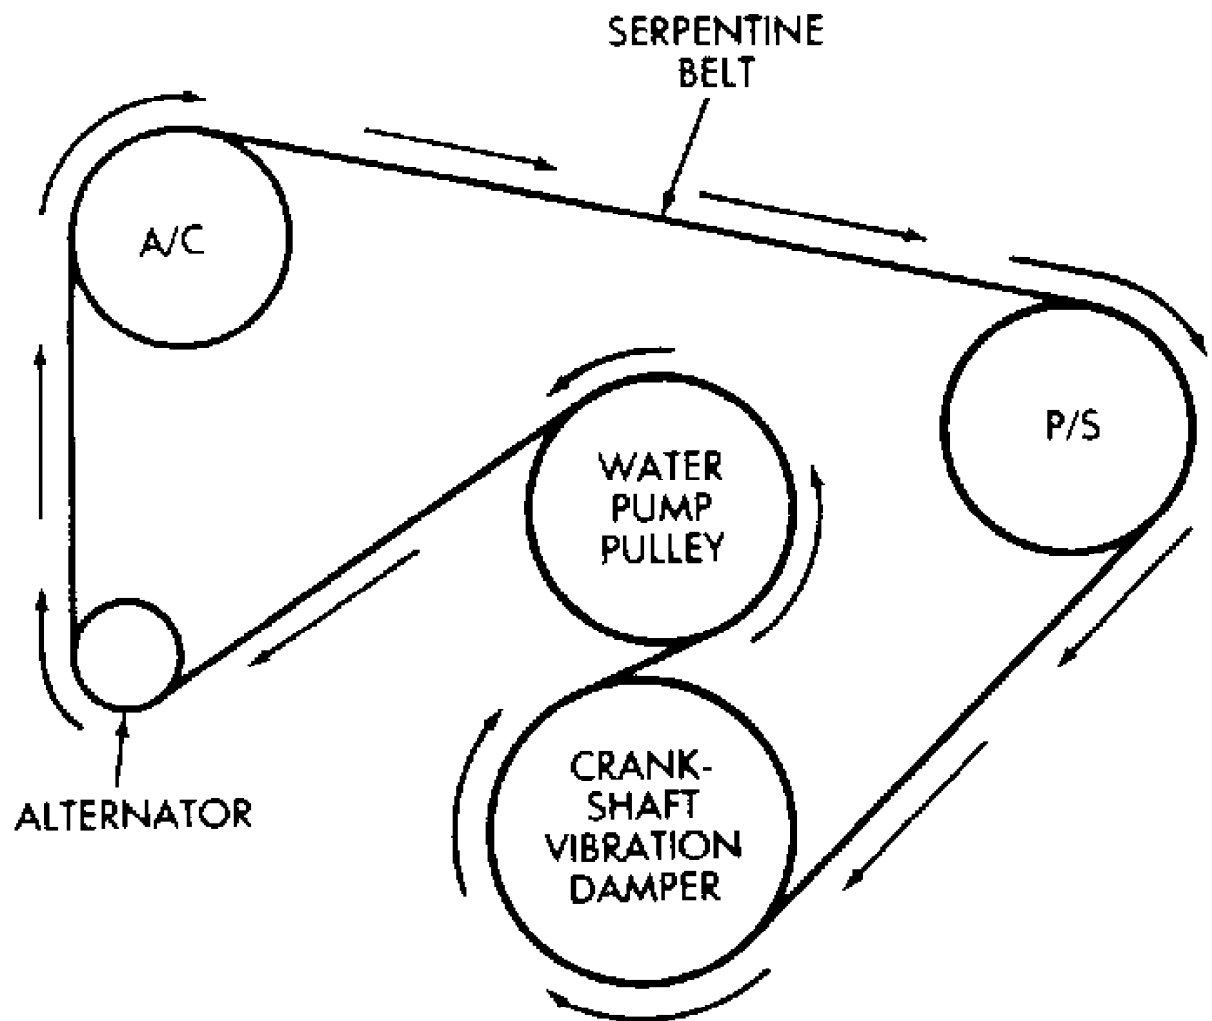 SERPENTINE
BELT
A/C
P/S
WATER
PUMP
PULLEY
CRANK-
SHAFT
VIBRATION
DAMPER
ALTERNATOR